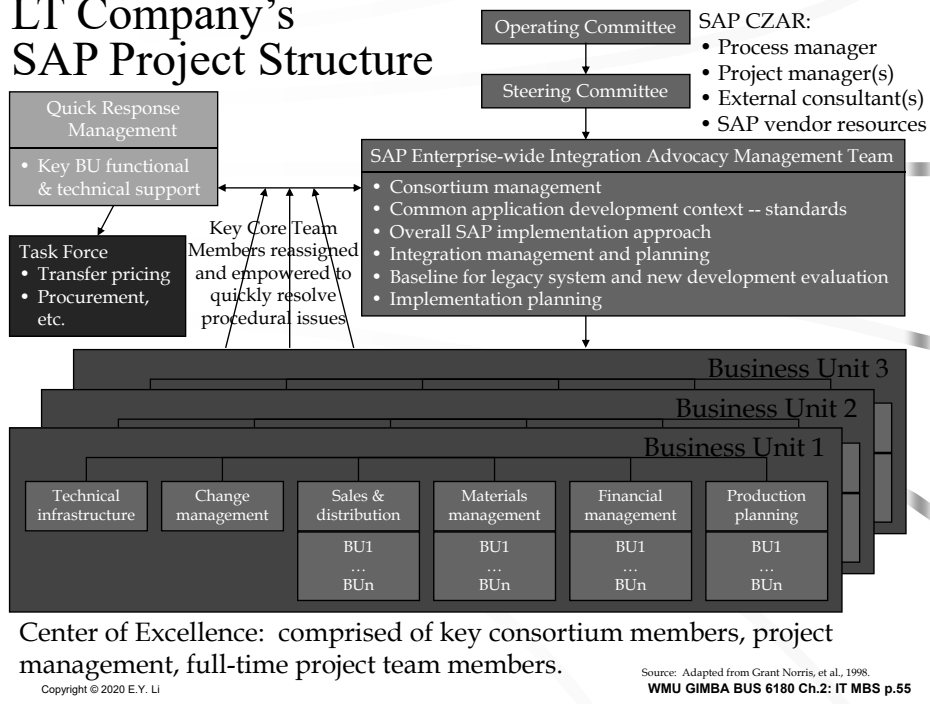 LT Company's
SAP Project Structure
Operating Committee
Steering Committee
SAP CZAR:
• Process manager
• Project manager(s)
• External consultant(s)
• SAP vendor resources
Quick Response
Management
• Key BU functional
& technical support
SAP Enterprise-wide Integration Advocacy Management Team
• Consortium management
• Common application development context -- standards
• Overall SAP implementation approach
• Integration management and planning
• Baseline for legacy system and new development evaluation
• Implementation planning
Key Core Team
Members reassigned
and empowered to
quickly resolve
procedural issues
Task Force
• Transfer pricing
• Procurement,
etc.
Business Unit 3
Business Unit 2
Business Unit 1
Technical
infrastructure
Change
management
Sales &
distribution
BU1
…
BUn
Materials
management
BU1
…
BUn
Financial
management
BU1
…
BUn
Production
planning
BU1
…
BUn
Center of Excellence: comprised of key consortium members, project
management, full-time project team members.
Source: Adapted from Grant Norris, et al., 1998.
Copyright © 2020 E.Y. Li
WMU GIMBA BUS 6180 Ch.2: IT MBS p.55